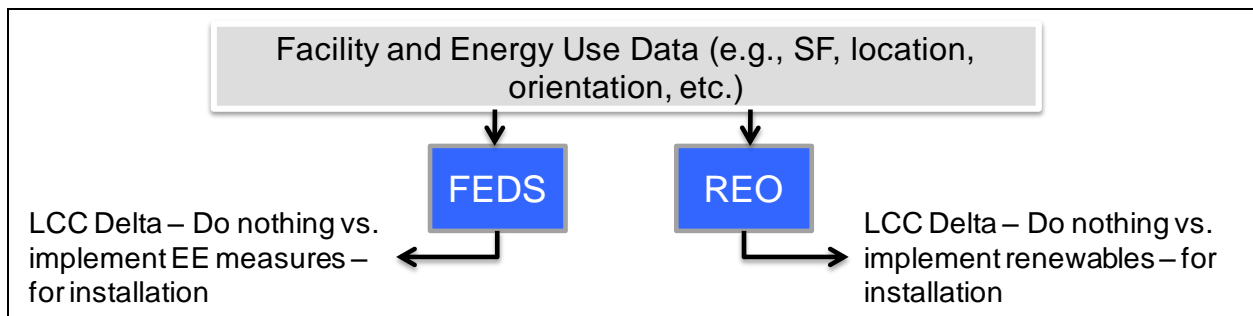 Facility and Energy Use Data (e.g., SF, location,
orientation, etc.)
FEDS
REO
LCC Delta – Do nothing vs.
implement EE measures –
for installation
LCC Delta – Do nothing vs.
implement renewables – for
installation